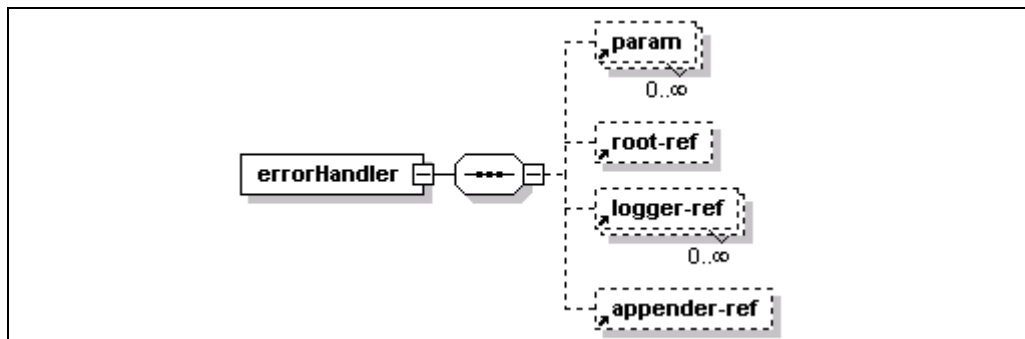 param
0..∞
root-ref
errorHandler
logger-ref
0..∞
appender-ref